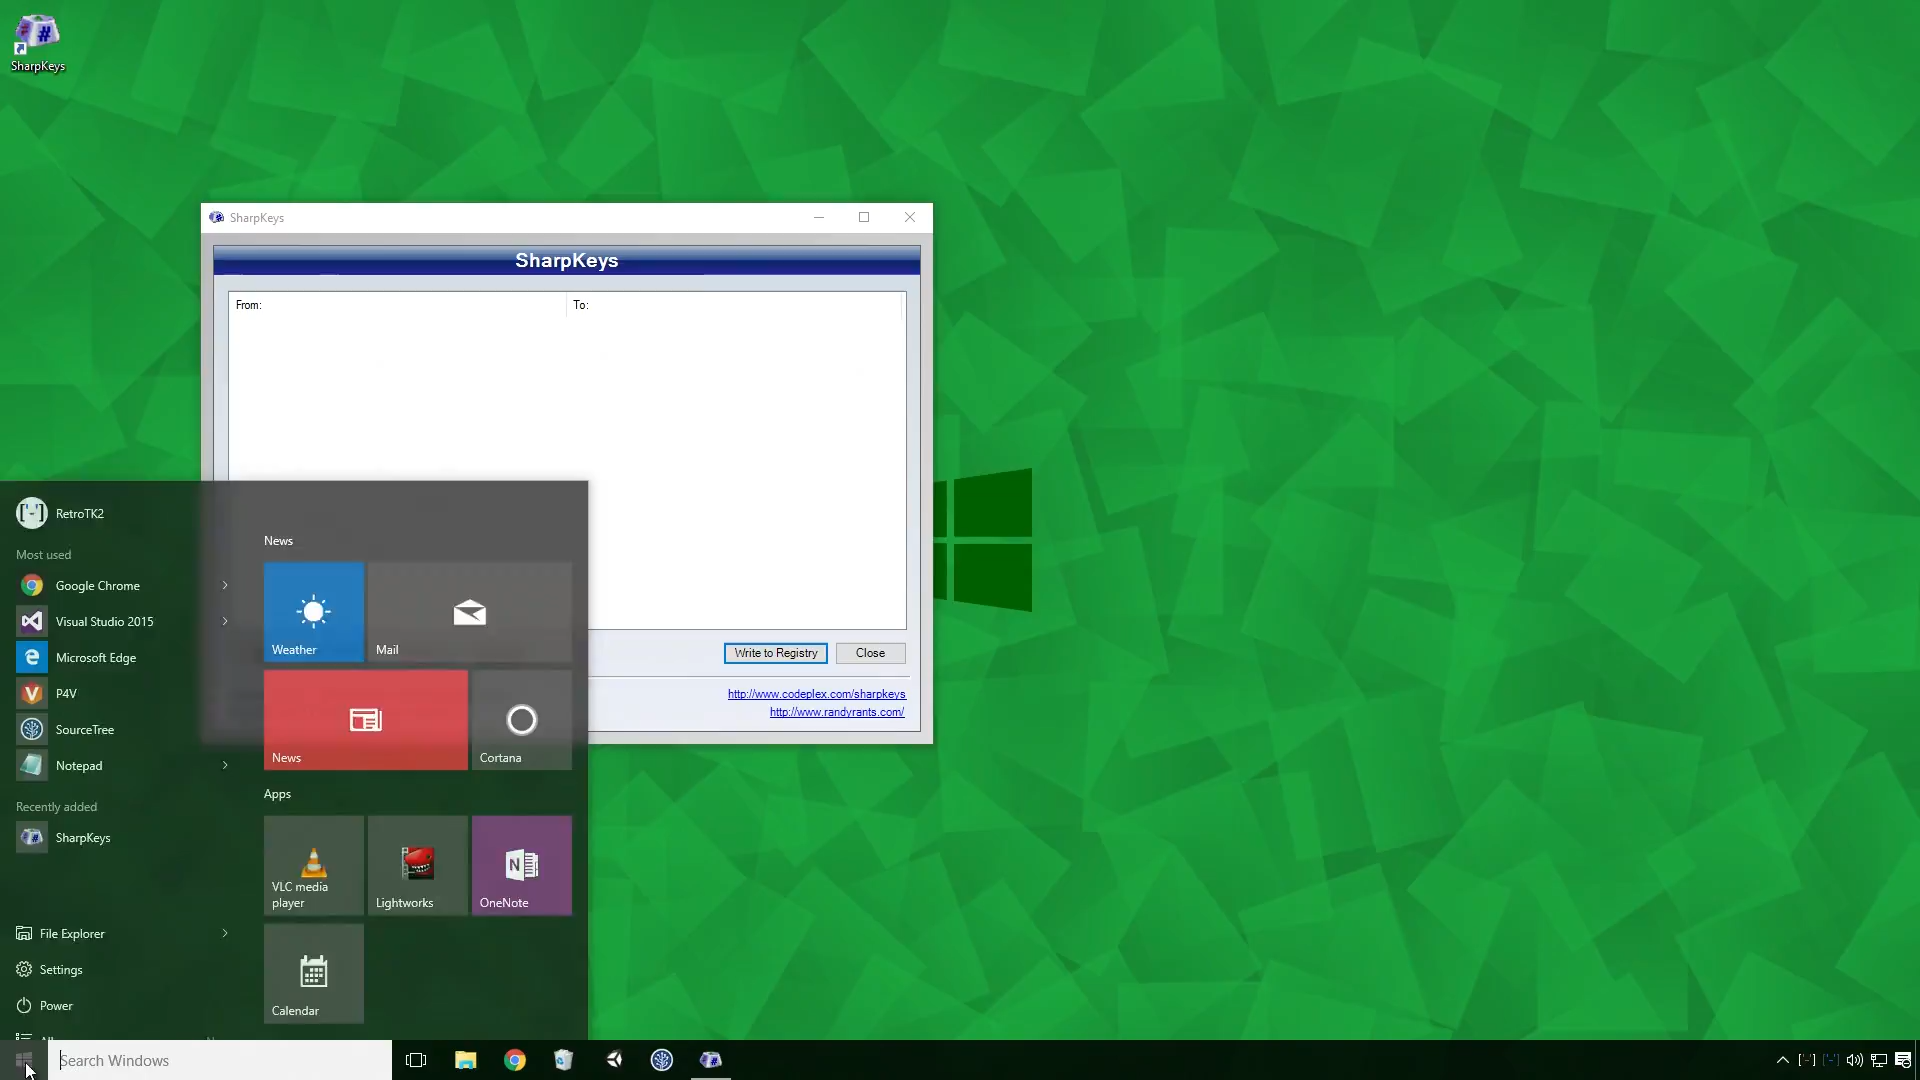 SharpKeys
SharpKeys
SharpKeys
From:
To:
Write to Registry
Close
http://www.codeplex.com/sharpkeys
http://www.randyrants.com/
RetroTK2
Most used
Google Chrome
Visual Studio 2015
Microsoft Edge
P4V
SourceTree
Notepad
Recently added
SharpKeys
File Explorer
Settings
Power
News
Weather
Mail
News
Cortana
Apps
VLC media
player
Lightworks
OneNote
Calendar
Search Windows